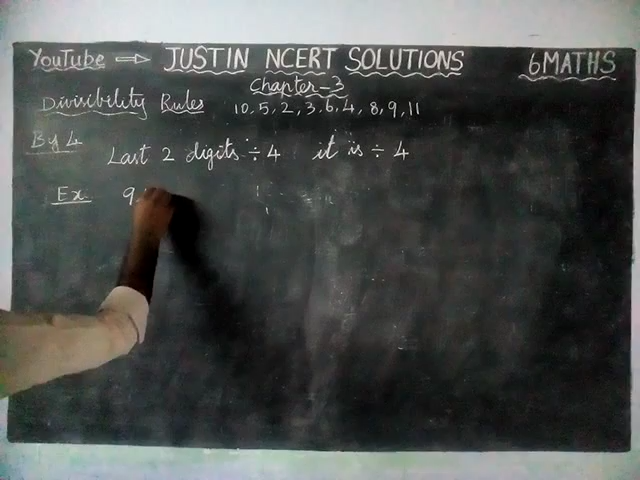 YouTube ⇒ JUSTIN NCERT SOLUTIONS 6MATHS
Chapter-3
Divisibility Rules 10,5,2,3,6,4,8,9,11
By 4 Last 2 digits ÷ 4 it is ÷ 4
Ex. 9